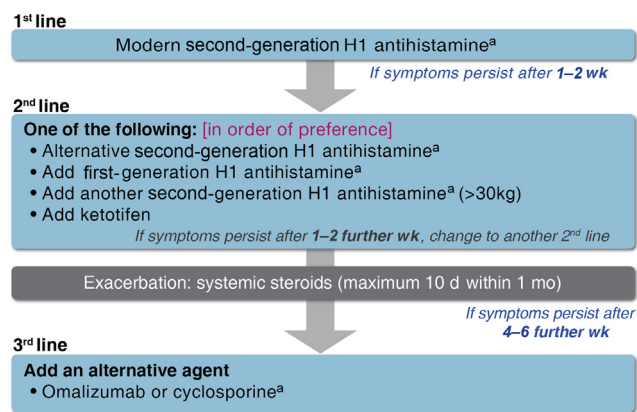 1st line
Modern second-generation H1 antihistamineª
If symptoms persist after 1–2 wk
2nd line
One of the following: [in order of preference]
• Alternative second-generation H1 antihistamineª
• Add first-generation H1 antihistamineª
• Add another second-generation H1 antihistamineª (>30kg)
• Add ketotifen
If symptoms persist after 1–2 further wk, change to another 2nd line
Exacerbation: systemic steroids (maximum 10 d within 1 mo)
If symptoms persist after
4–6 further wk
3rd line
Add an alternative agent
• Omalizumab or cyclosporineª